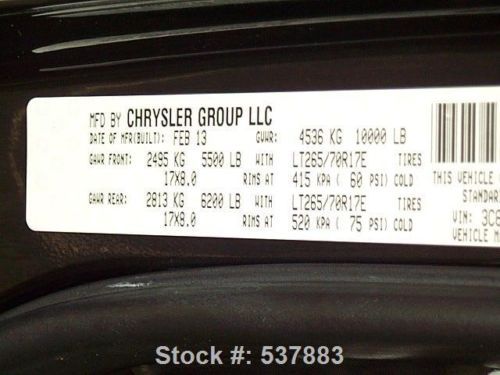 MFD BY CHRYSLER GROUP LLC
DATE OF MFR(BUILT): FEB 13 GVWR: 4536 KG 10000 LB
GAWR FRONT: 2495 KG 5500 LB WITH LT265/70R17E TIRES
17X8.0 RIMS AT 415 KPA ( 60 PSI) COLD
GAWR REAR: 2813 KG 6200 LB WITH LT265/70R17E TIRES
17X8.0 RIMS AT 520 KPA ( 75 PSI) COLD
THIS VEHICLE
STANDAR
VIN: 3C6
VEHICLE M
Stock #: 537883